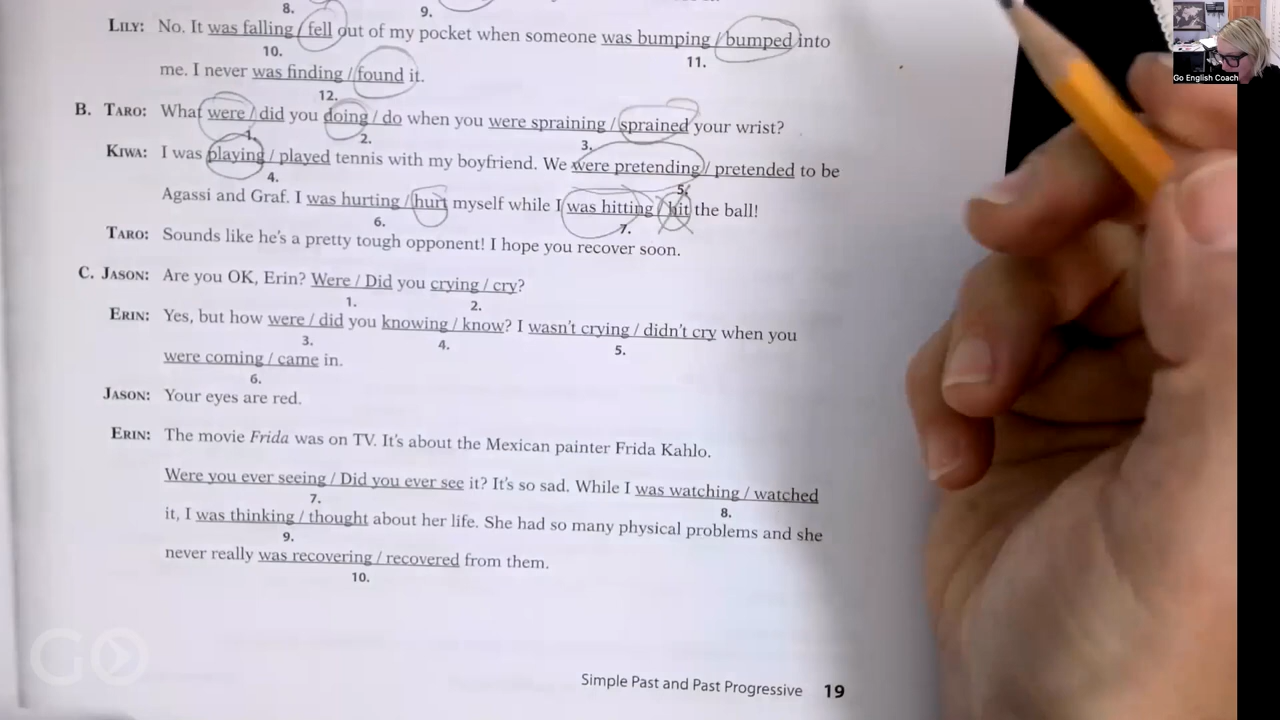 8. 9.
LILY: No. It was falling / fell out of my pocket when someone was bumping / bumped into
10. 11.
me. I never was finding / found it.
12.
B. TARO: What were / did you doing / do when you were spraining / sprained your wrist?
1. 2. 3.
KIWA: I was playing / played tennis with my boyfriend. We were pretending / pretended to be
4. 5.
Agassi and Graf. I was hurting / hurt myself while I was hitting / hit the ball!
6. 7.
TARO: Sounds like he's a pretty tough opponent! I hope you recover soon.
C. JASON: Are you OK, Erin? Were / Did you crying / cry?
1. 2.
ERIN: Yes, but how were / did you knowing / know? I wasn't crying / didn't cry when you
3. 4. 5.
were coming / came in.
6.
JASON: Your eyes are red.
ERIN: The movie Frida was on TV. It's about the Mexican painter Frida Kahlo.
Were you ever seeing / Did you ever see it? It's so sad. While I was watching / watched
7. 8.
it, I was thinking / thought about her life. She had so many physical problems and she
9.
never really was recovering / recovered from them.
10.
Simple Past and Past Progressive 19
GO
Go English Coach